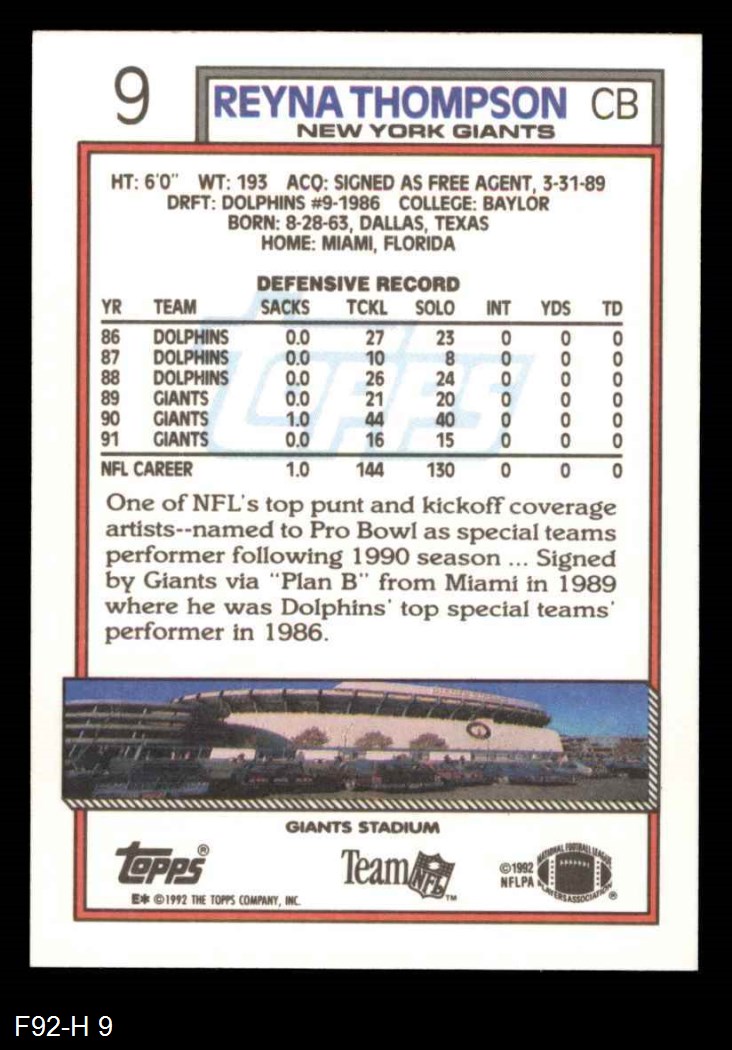 9
REYNA THOMPSON CB
NEW YORK GIANTS
HT: 6'0" WT: 193 ACQ: SIGNED AS FREE AGENT, 3-31-89
DRFT: DOLPHINS #9-1986 COLLEGE: BAYLOR
BORN: 8-28-63, DALLAS, TEXAS
HOME: MIAMI, FLORIDA
DEFENSIVE RECORD
YR TEAM SACKS TCKL SOLO INT YDS TD
86 DOLPHINS 0.0 27 23 0 0 0
87 DOLPHINS 0.0 10 8 0 0 0
88 DOLPHINS 0.0 26 24 0 0 0
89 GIANTS 0.0 21 20 0 0 0
90 GIANTS 1.0 44 40 0 0 0
91 GIANTS 0.0 16 15 0 0 0
NFL CAREER 1.0 144 130 0 0 0
TOPPS
One of NFL's top punt and kickoff coverage
artists--named to Pro Bowl as special teams
performer following 1990 season ... Signed
by Giants via "Plan B" from Miami in 1989
where he was Dolphins' top special teams'
performer in 1986.
GIANTS STADIUM
TOPPS®
E* ©1992 THE TOPPS COMPANY, INC.
Team NFL™
©1992
NFLPA
NATIONAL FOOTBALL LEAGUE
PLAYERS ASSOCIATION ®
F92-H 9